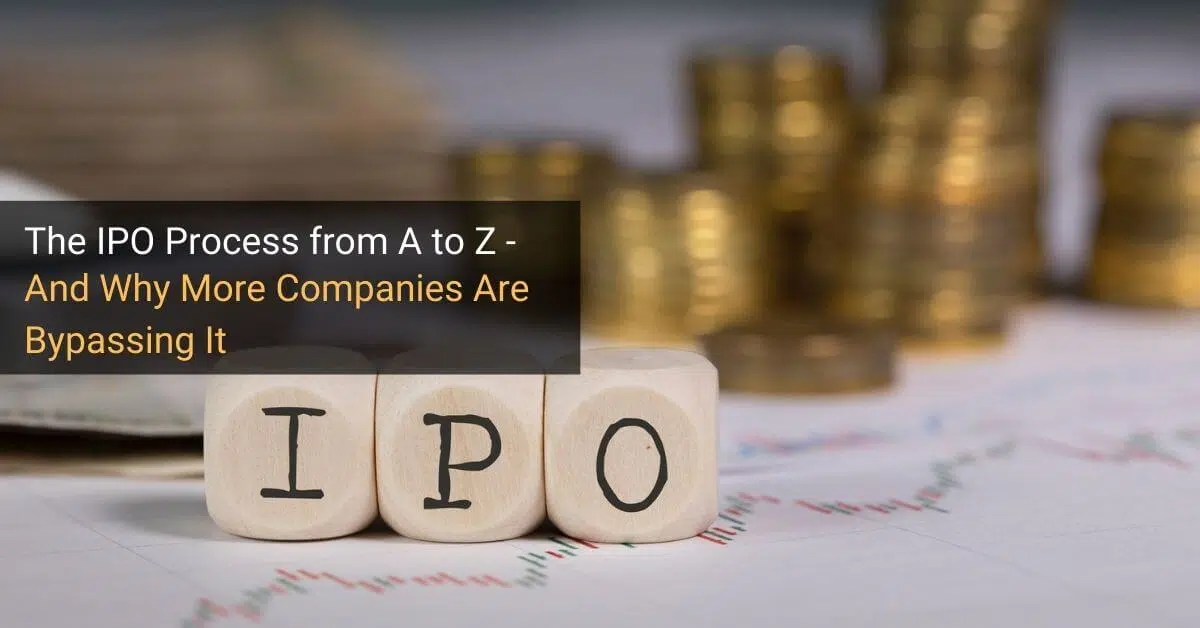 The IPO Process from A to Z -
And Why More Companies Are
Bypassing It
IPO